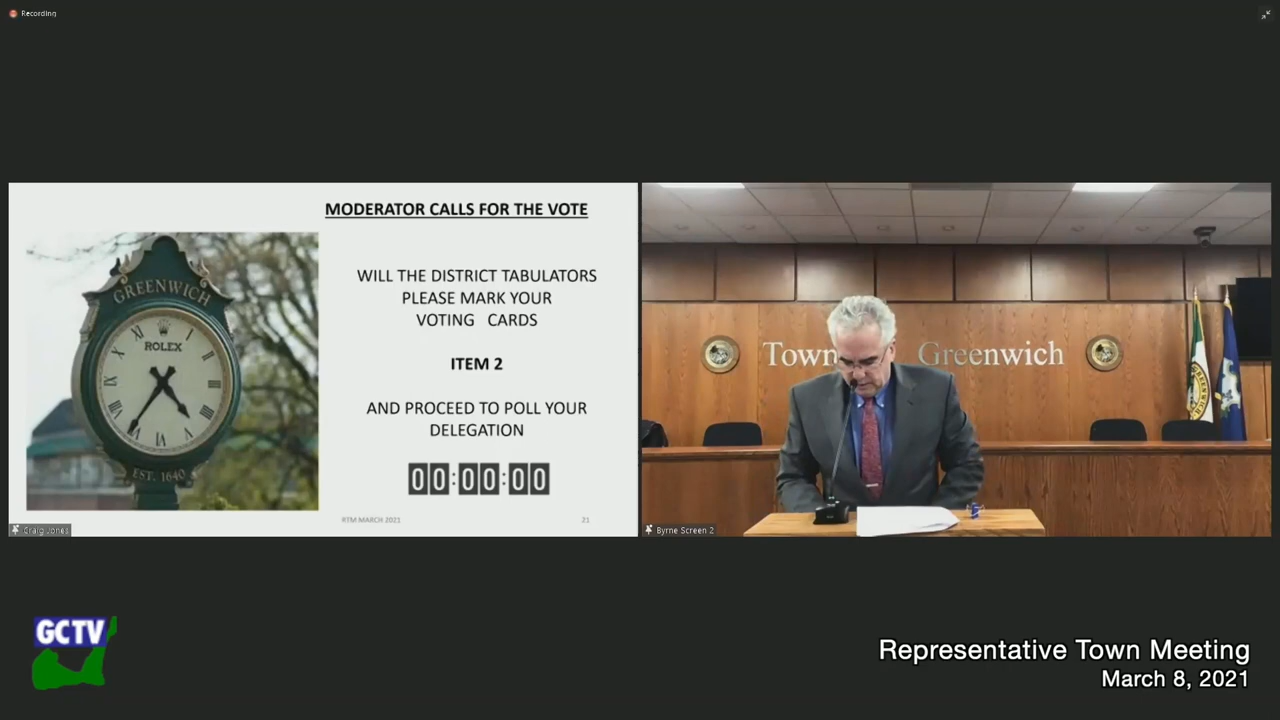 Recording
MODERATOR CALLS FOR THE VOTE
GREENWICH
ROLEX
EST. 1640
WILL THE DISTRICT TABULATORS
PLEASE MARK YOUR
VOTING CARDS
ITEM 2
AND PROCEED TO POLL YOUR
DELEGATION
00:00:00
RTM MARCH 2021
21
Craig Jones
Town Greenwich
GREENWICH
Byrne Screen 2
GCTV
Representative Town Meeting
March 8, 2021